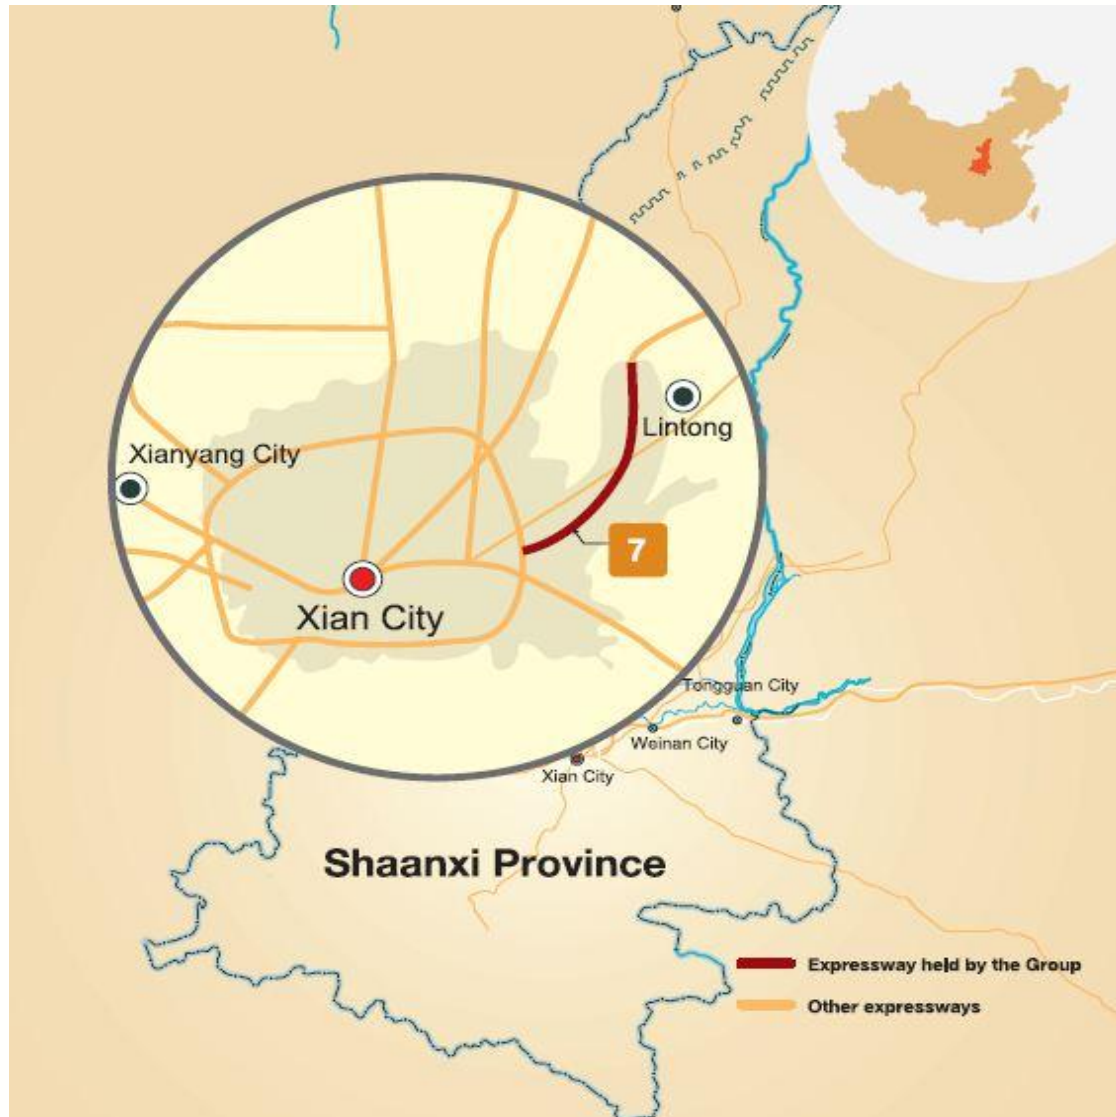 Xianyang City
Lintong
7
Xian City
Tongguan City
Weinan City
Xian City
Shaanxi Province
Expressway held by the Group
Other expressways